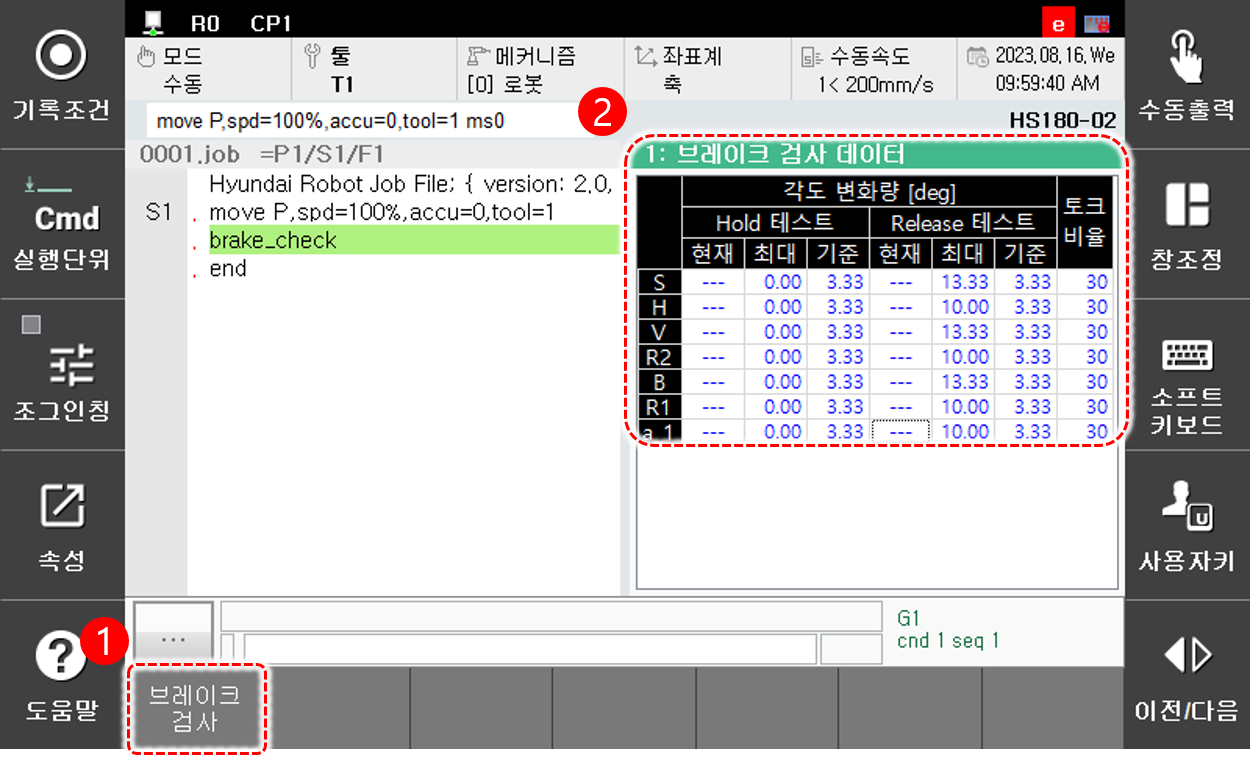 R0 CP1 e
기록조건
Cmd
실행단위
조그인칭
속성
? 1
도움말
모드
수동
툴
T1
메커니즘
[0] 로봇
좌표계
축
수동속도
1< 200mm/s
2023,08,16,We
09:59:40 AM
move P,spd=100%,accu=0,tool=1 ms0
2
HS180-02
0001.job =P1/S1/F1
Hyundai Robot Job File; { version: 2,0,
S1 . move P,spd=100%,accu=0,tool=1
. brake_check
. end
1: 브레이크 검사 데이터
각도 변화량 [deg] 토크 비율
Hold 테스트 Release 테스트
현재 최대 기준 현재 최대 기준
S --- 0.00 3.33 --- 13.33 3.33 30
H --- 0.00 3.33 --- 10.00 3.33 30
V --- 0.00 3.33 --- 13.33 3.33 30
R2 --- 0.00 3.33 --- 10.00 3.33 30
B --- 0.00 3.33 --- 13.33 3.33 30
R1 --- 0.00 3.33 --- 10.00 3.33 30
a 1 --- 0.00 3.33 --- 10.00 3.33 30
...
G1
cnd 1 seq 1
브레이크
검사
수동출력
창조정
소프트
키보드
U
사용자키
이전/다음